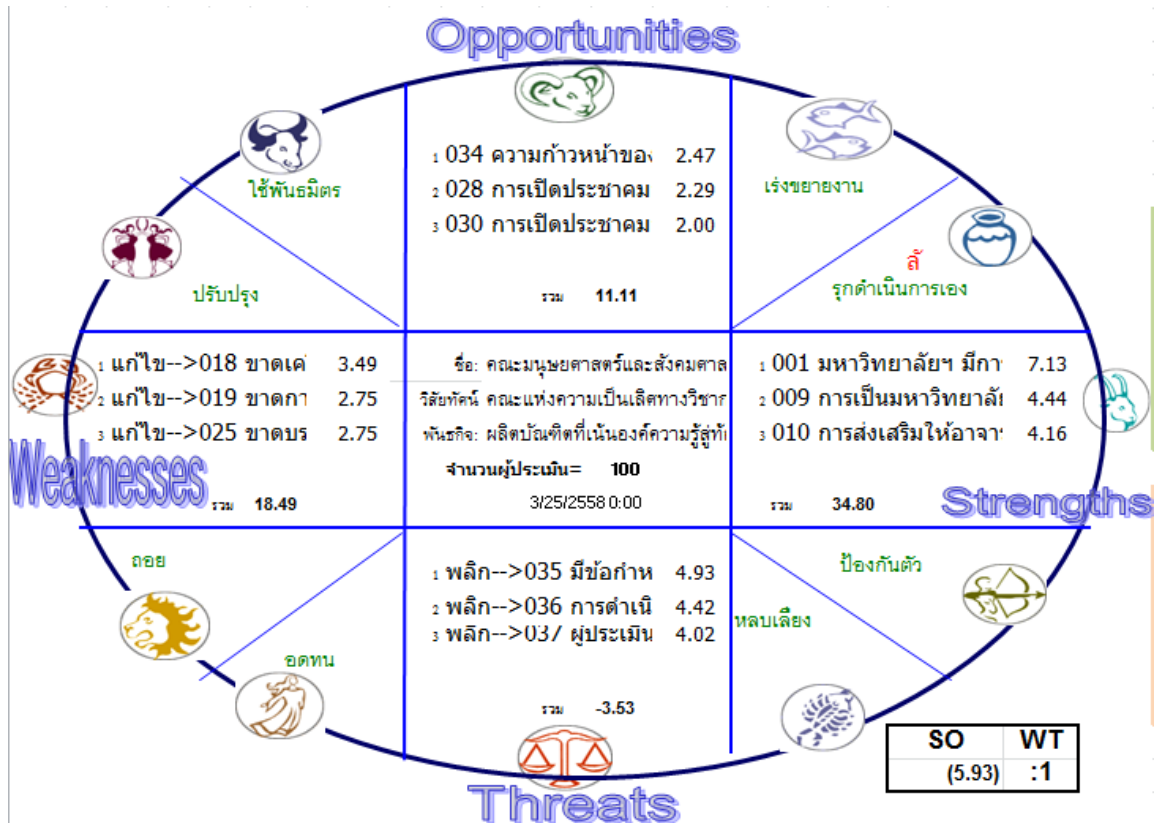 Opportunities
1 034 ความก้าวหน้าของ 2.47
2 028 การเปิดประชาคม 2.29
3 030 การเปิดประชาคม 2.00
รวม 11.11
ใช้พันธมิตร
ปรับปรุง
เร่งขยายงาน
ลั
รุกดำเนินการเอง
1 แก้ไข-->018 ขาดเค 3.49
2 แก้ไข-->019 ขาดกา 2.75
3 แก้ไข-->025 ขาดบร 2.75
Weaknesses
รวม 18.49
ชื่อ: คณะมนุษยศาสตร์และสังคมศาส
วิสัยทัศน์ คณะแห่งความเป็นเลิศทางวิชาก
พันธกิจ: ผลิตบัณฑิตที่เน้นองค์ความรู้สู่ท้
จำนวนผู้ประเมิน= 100
3/25/2558 0:00
1 001 มหาวิทยาลัยฯ มีกา 7.13
2 009 การเป็นมหาวิทยาลั 4.44
3 010 การส่งเสริมให้อาจา 4.16
รวม 34.80
Strengths
ถอย
อดทน
1 พลิก-->035 มีข้อกำห 4.93
2 พลิก-->036 การดำเนิ 4.42
3 พลิก-->037 ผู้ประเมิน 4.02
รวม -3.53
หลบเลี่ยง
ป้องกันตัว
Threats
SO WT
(5.93) :1